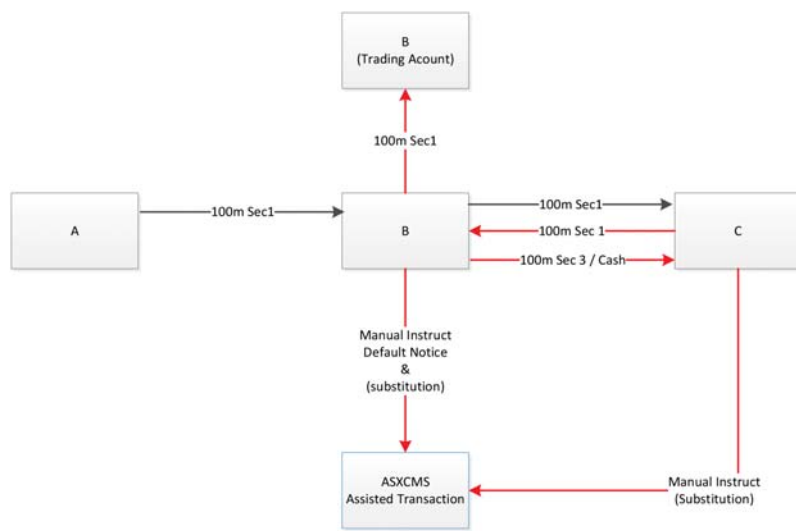 B
(Trading Acount)
100m Sec1
A
100m Sec1
B
100m Sec1
100m Sec 1
100m Sec 3 / Cash
C
Manual Instruct
Default Notice
&
(substitution)
ASXCMS
Assisted Transaction
Manual Instruct
(Substitution)